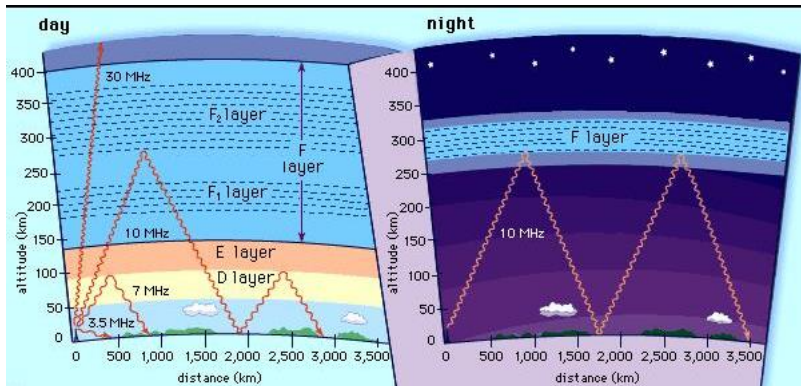 day
400
350
300
250
200
150
100
50
0
altitude (km)
30 MHz
F₂ layer
F layer
F₁ layer
10 MHz
E layer
D layer
7 MHz
3.5 MHz
0 500 1,000 1,500 2,000 2,500 3,000 3,500
distance (km)
night
400
350
300
250
200
150
100
50
0
altitude (km)
F layer
10 MHz
0 500 1,000 1,500 2,000 2,500 3,000 3,500
distance (km)